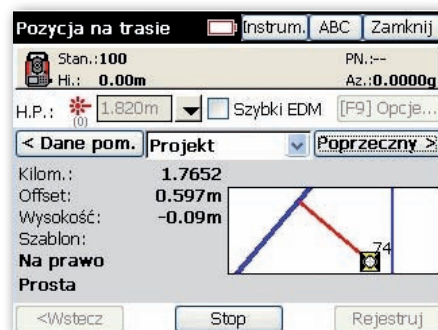 Pozycja na trasie Instrum. ABC Zamknij
Stan.:100 PN.:--
Hi.: 0.00m Az.:0.0000g
H.P.: (0) 1.820m Szybki EDM [F9] Opcje...
< Dane pom. Projekt Poprzeczny >
Kilom.: 1.7652
Offset: 0.597m
Wysokość: -0.09m
Szablon:
Na prawo
Prosta
74
<Wstecz Stop Rejestruj